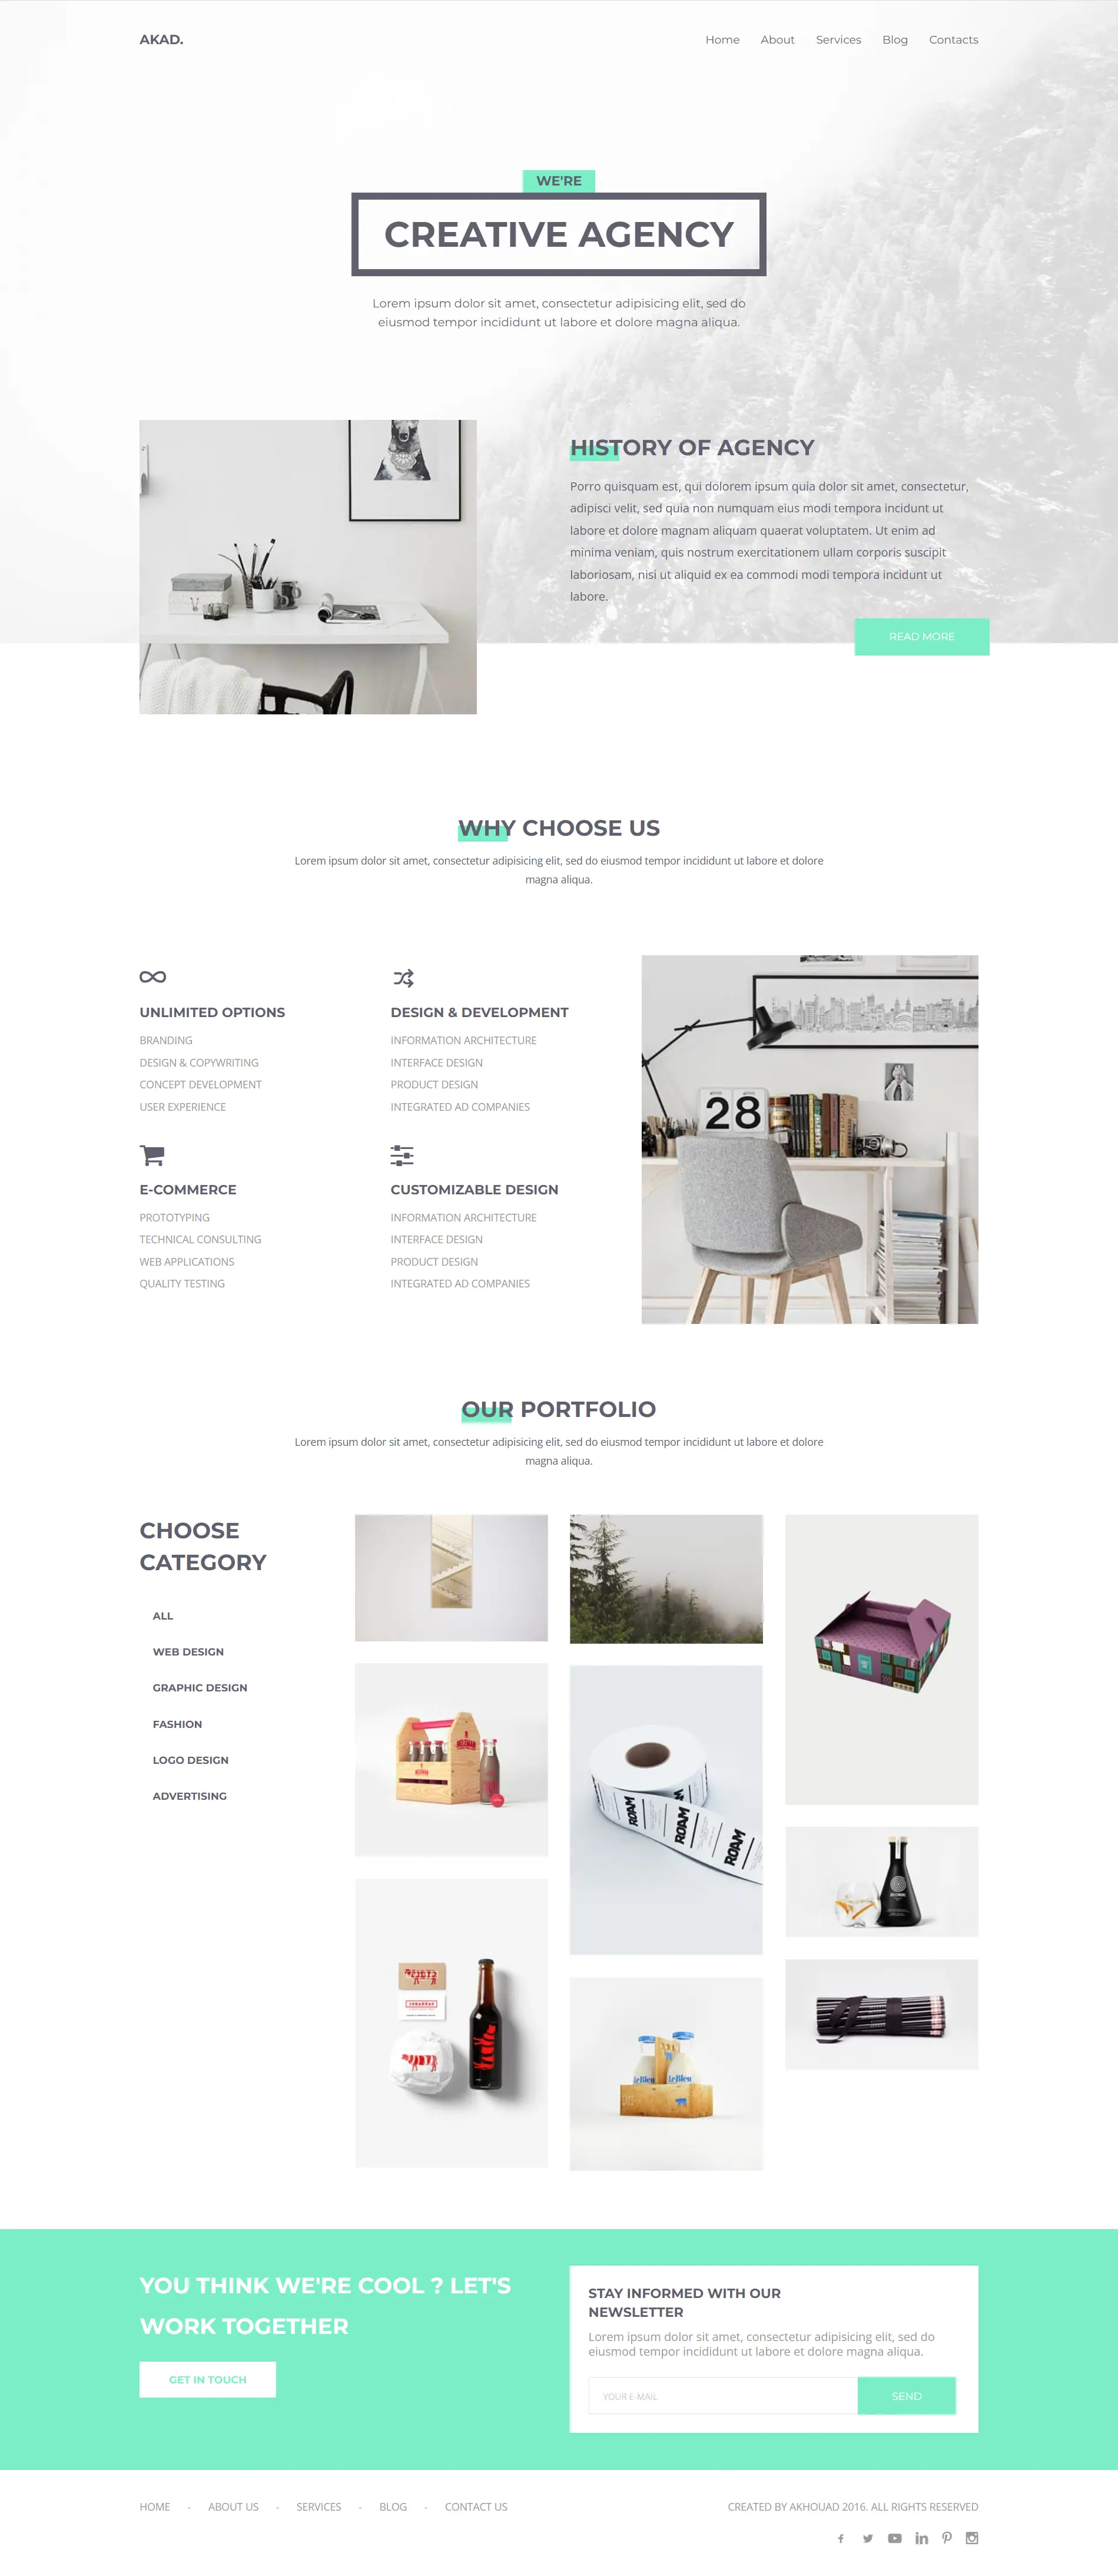 AKAD.
Home About Services Blog Contacts
WE'RE
CREATIVE AGENCY
Lorem ipsum dolor sit amet, consectetur adipisicing elit, sed do
eiusmod tempor incididunt ut labore et dolore magna aliqua.
HISTORY OF AGENCY
Porro quisquam est, qui dolorem ipsum quia dolor sit amet, consectetur,
adipisci velit, sed quia non numquam eius modi tempora incidunt ut
labore et dolore magnam aliquam quaerat voluptatem. Ut enim ad
minima veniam, quis nostrum exercitationem ullam corporis suscipit
laboriosam, nisi ut aliquid ex ea commodi modi tempora incidunt ut
labore.
READ MORE
WHY CHOOSE US
Lorem ipsum dolor sit amet, consectetur adipisicing elit, sed do eiusmod tempor incididunt ut labore et dolore
magna aliqua.
UNLIMITED OPTIONS
BRANDING
DESIGN & COPYWRITING
CONCEPT DEVELOPMENT
USER EXPERIENCE
DESIGN & DEVELOPMENT
INFORMATION ARCHITECTURE
INTERFACE DESIGN
PRODUCT DESIGN
INTEGRATED AD COMPANIES
E-COMMERCE
PROTOTYPING
TECHNICAL CONSULTING
WEB APPLICATIONS
QUALITY TESTING
CUSTOMIZABLE DESIGN
INFORMATION ARCHITECTURE
INTERFACE DESIGN
PRODUCT DESIGN
INTEGRATED AD COMPANIES
28
OUR PORTFOLIO
Lorem ipsum dolor sit amet, consectetur adipisicing elit, sed do eiusmod tempor incididunt ut labore et dolore
magna aliqua.
CHOOSE
CATEGORY
ALL
WEB DESIGN
GRAPHIC DESIGN
FASHION
LOGO DESIGN
ADVERTISING
ROAM
ROAM
ROAM
LeBleu
YOU THINK WE'RE COOL ? LET'S
WORK TOGETHER
GET IN TOUCH
STAY INFORMED WITH OUR
NEWSLETTER
Lorem ipsum dolor sit amet, consectetur adipisicing elit, sed do
eiusmod tempor incididunt ut labore et dolore magna aliqua.
YOUR E-MAIL
SEND
HOME - ABOUT US - SERVICES - BLOG - CONTACT US
CREATED BY AKHOUAD 2016. ALL RIGHTS RESERVED